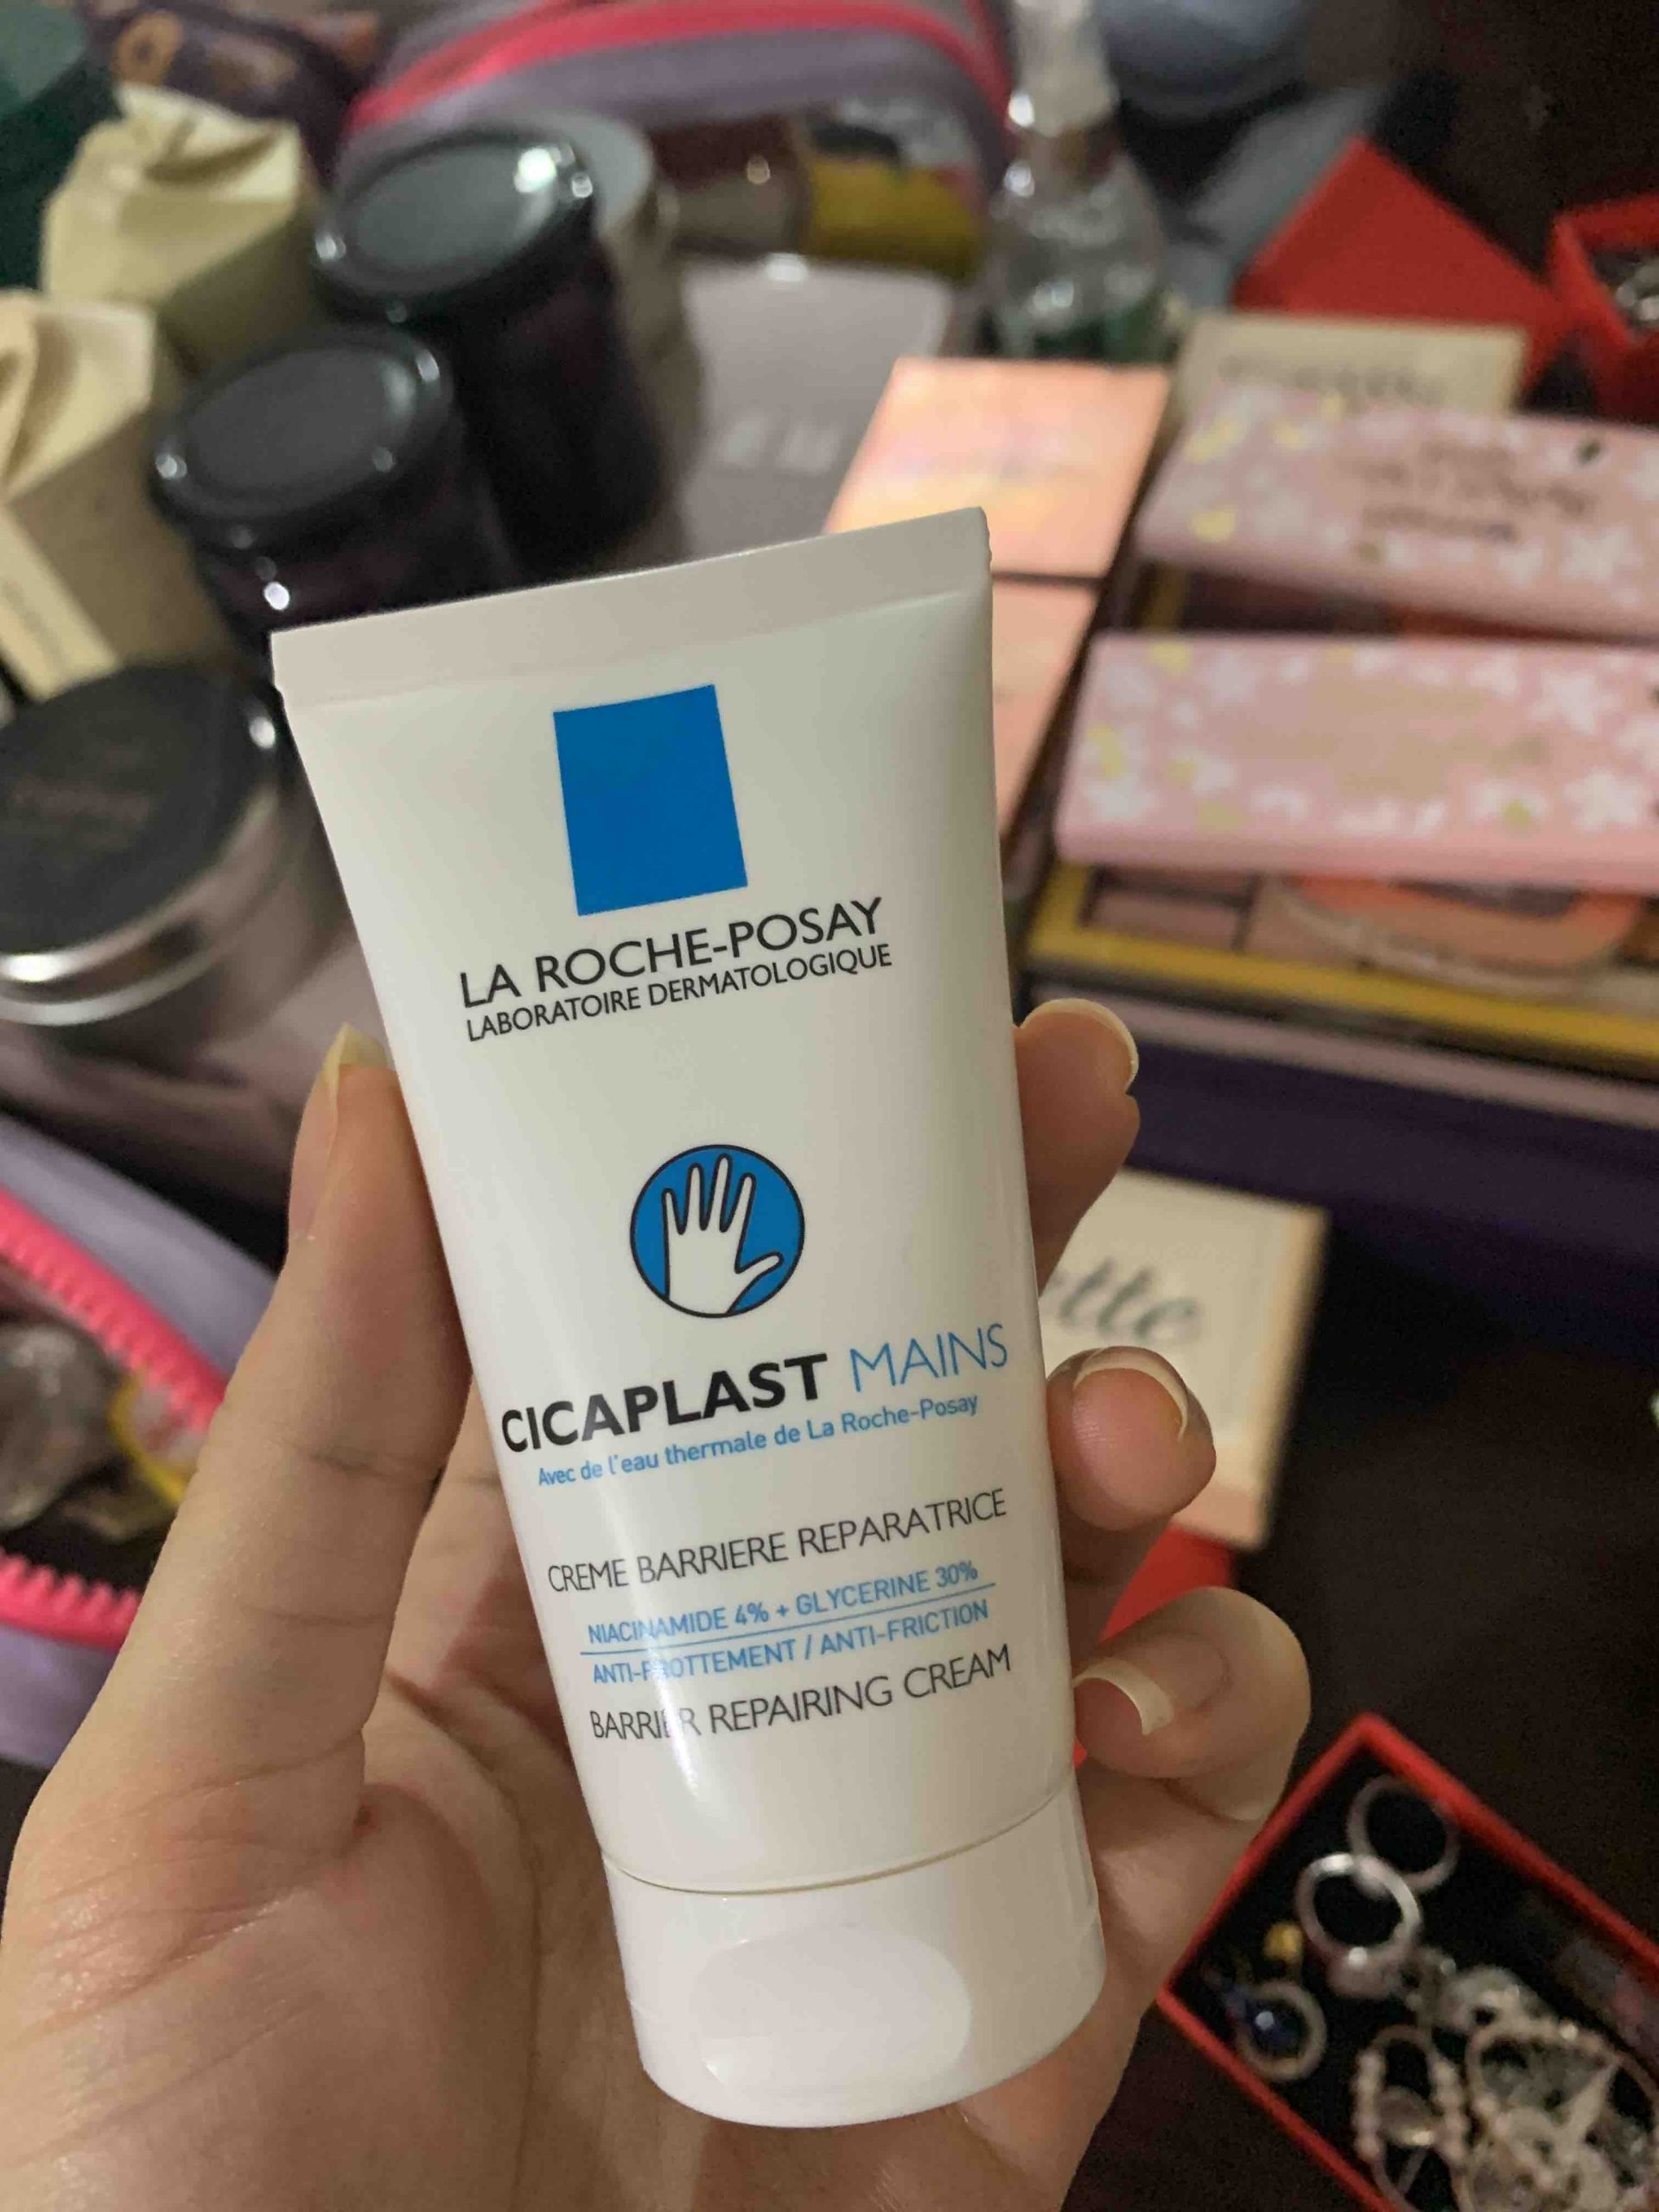 LA ROCHE-POSAY
LABORATOIRE DERMATOLOGIQUE
CICAPLAST MAINS
Avec de l'eau thermale de La Roche-Posay
CREME BARRIERE REPARATRICE
NIACINAMIDE 4% + GLYCERINE 30%
ANTI-FROTTEMENT / ANTI-FRICTION
BARRIER REPAIRING CREAM
tte